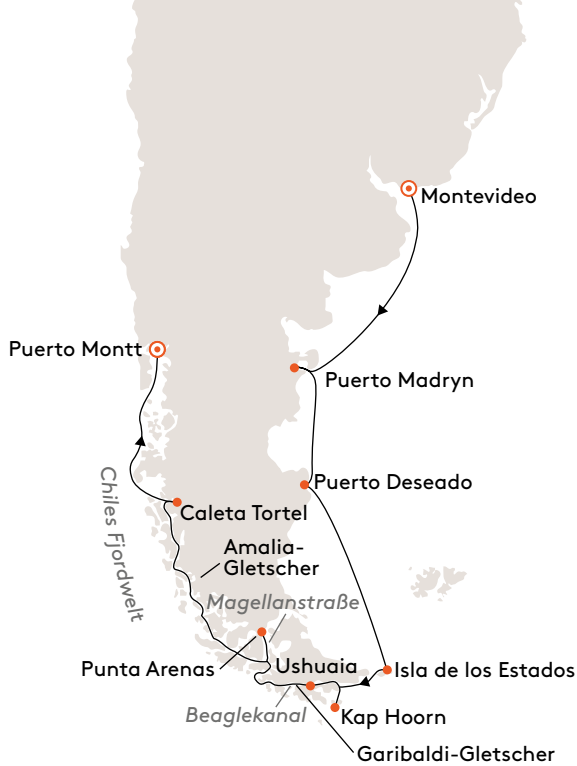 Montevideo
Puerto Montt
Puerto Madryn
Puerto Deseado
Chiles Fjordwelt
Caleta Tortel
Amalia-
Gletscher
Magellanstraße
Punta Arenas
Ushuaia
Isla de los Estados
Beaglekanal
Kap Hoorn
Garibaldi-Gletscher